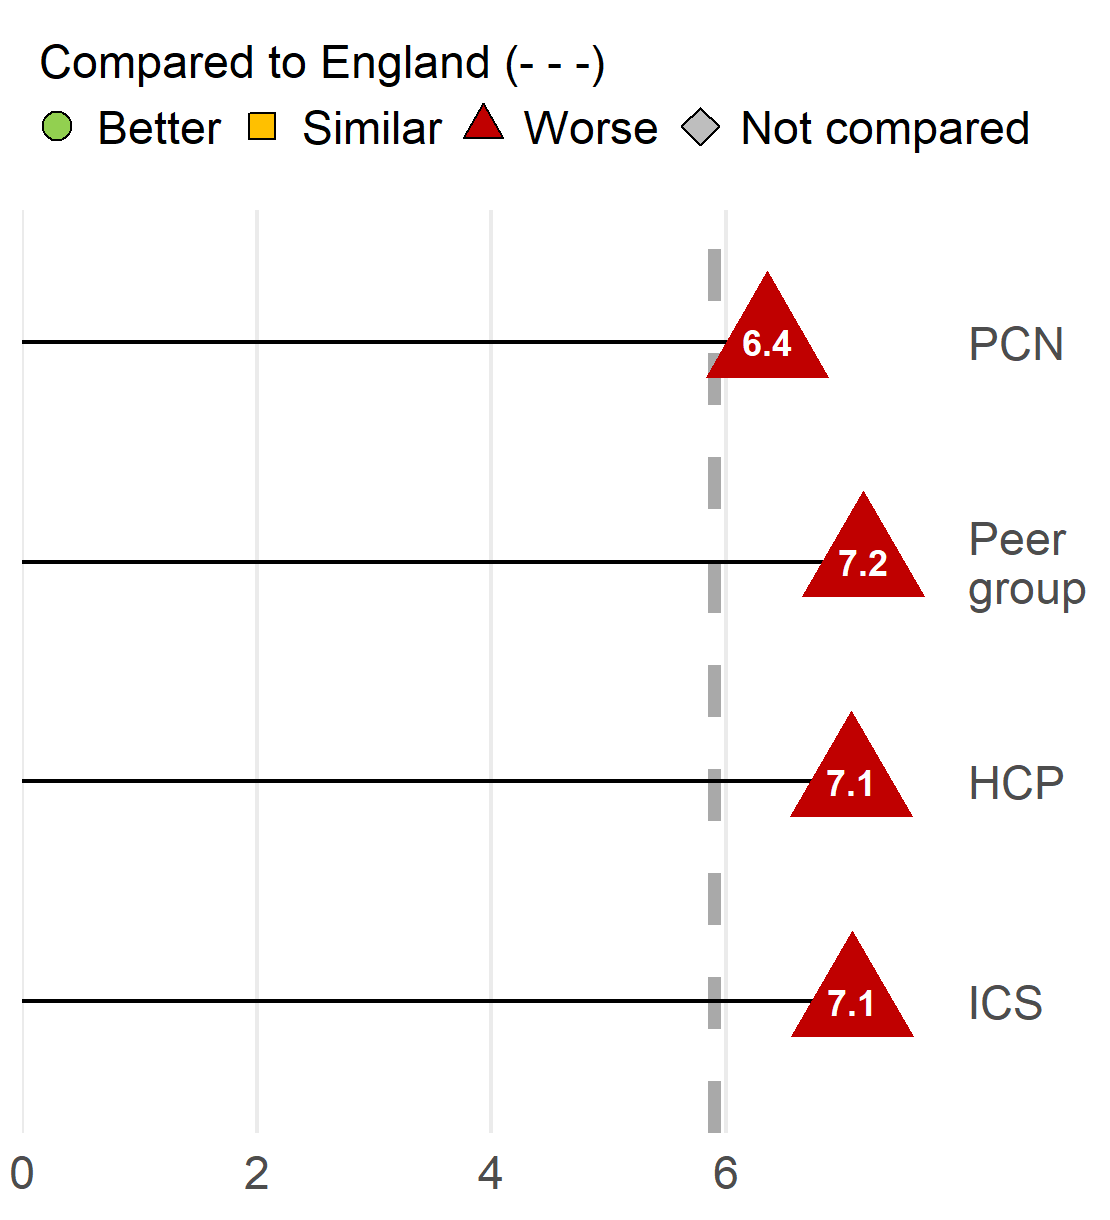 Compared to England (- - -)
Better Similar Worse Not compared
6.4 PCN
7.2 Peer
group
7.1 HCP
7.1 ICS
0 2 4 6